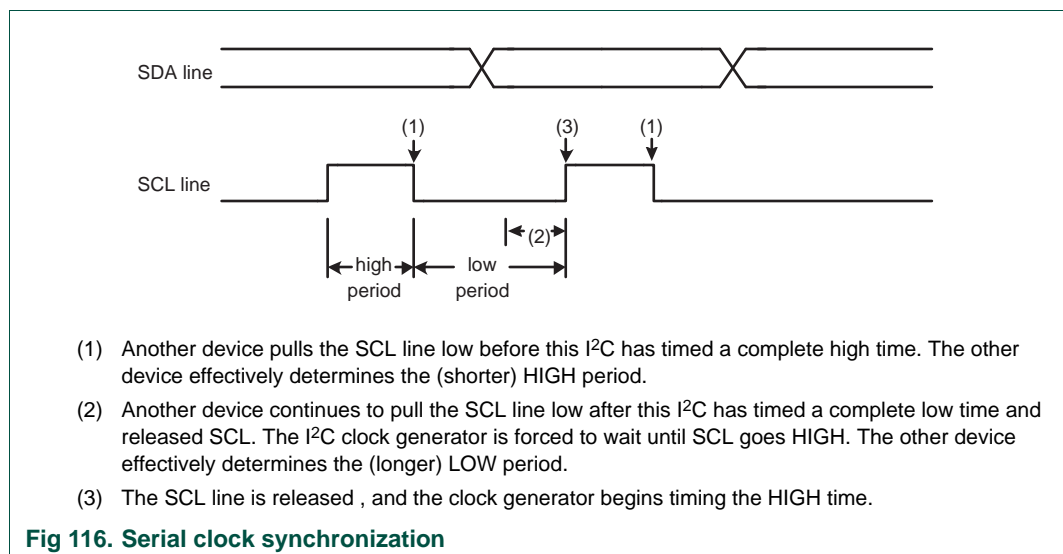 SDA line
(1) (3) (1)
SCL line
(2)
high low
period period
(1) Another device pulls the SCL line low before this I2C has timed a complete high time. The other
device effectively determines the (shorter) HIGH period.
(2) Another device continues to pull the SCL line low after this I2C has timed a complete low time and
released SCL. The I2C clock generator is forced to wait until SCL goes HIGH. The other device
effectively determines the (longer) LOW period.
(3) The SCL line is released , and the clock generator begins timing the HIGH time.
Fig 116. Serial clock synchronization